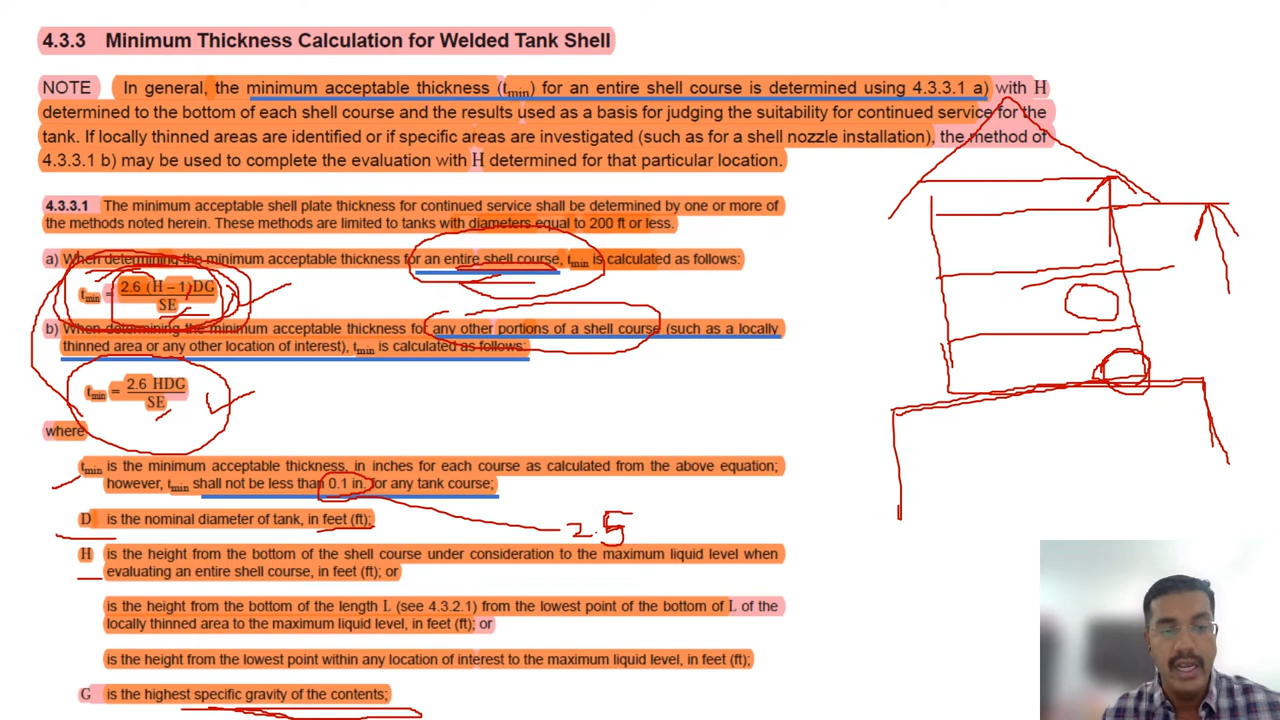 4.3.3 Minimum Thickness Calculation for Welded Tank Shell
NOTE In general, the minimum acceptable thickness (tmin) for an entire shell course is determined using 4.3.3.1 a) with H
determined to the bottom of each shell course and the results used as a basis for judging the suitability for continued service for the
tank. If locally thinned areas are identified or if specific areas are investigated (such as for a shell nozzle installation), the method of
4.3.3.1 b) may be used to complete the evaluation with H determined for that particular location.
4.3.3.1 The minimum acceptable shell plate thickness for continued service shall be determined by one or more of
the methods noted herein. These methods are limited to tanks with diameters equal to 200 ft or less.
a) When determining the minimum acceptable thickness for an entire shell course, tmin is calculated as follows:
tmin = 2.6 (H – 1)DG
SE
b) When determining the minimum acceptable thickness for any other portions of a shell course (such as a locally
thinned area or any other location of interest), tmin is calculated as follows:
tmin = 2.6 HDG
SE
where
tmin is the minimum acceptable thickness, in inches for each course as calculated from the above equation;
however, tmin shall not be less than 0.1 in. for any tank course;
D is the nominal diameter of tank, in feet (ft);
2.5
H is the height from the bottom of the shell course under consideration to the maximum liquid level when
evaluating an entire shell course, in feet (ft); or
is the height from the bottom of the length L (see 4.3.2.1) from the lowest point of the bottom of L of the
locally thinned area to the maximum liquid level, in feet (ft); or
is the height from the lowest point within any location of interest to the maximum liquid level, in feet (ft);
G is the highest specific gravity of the contents;